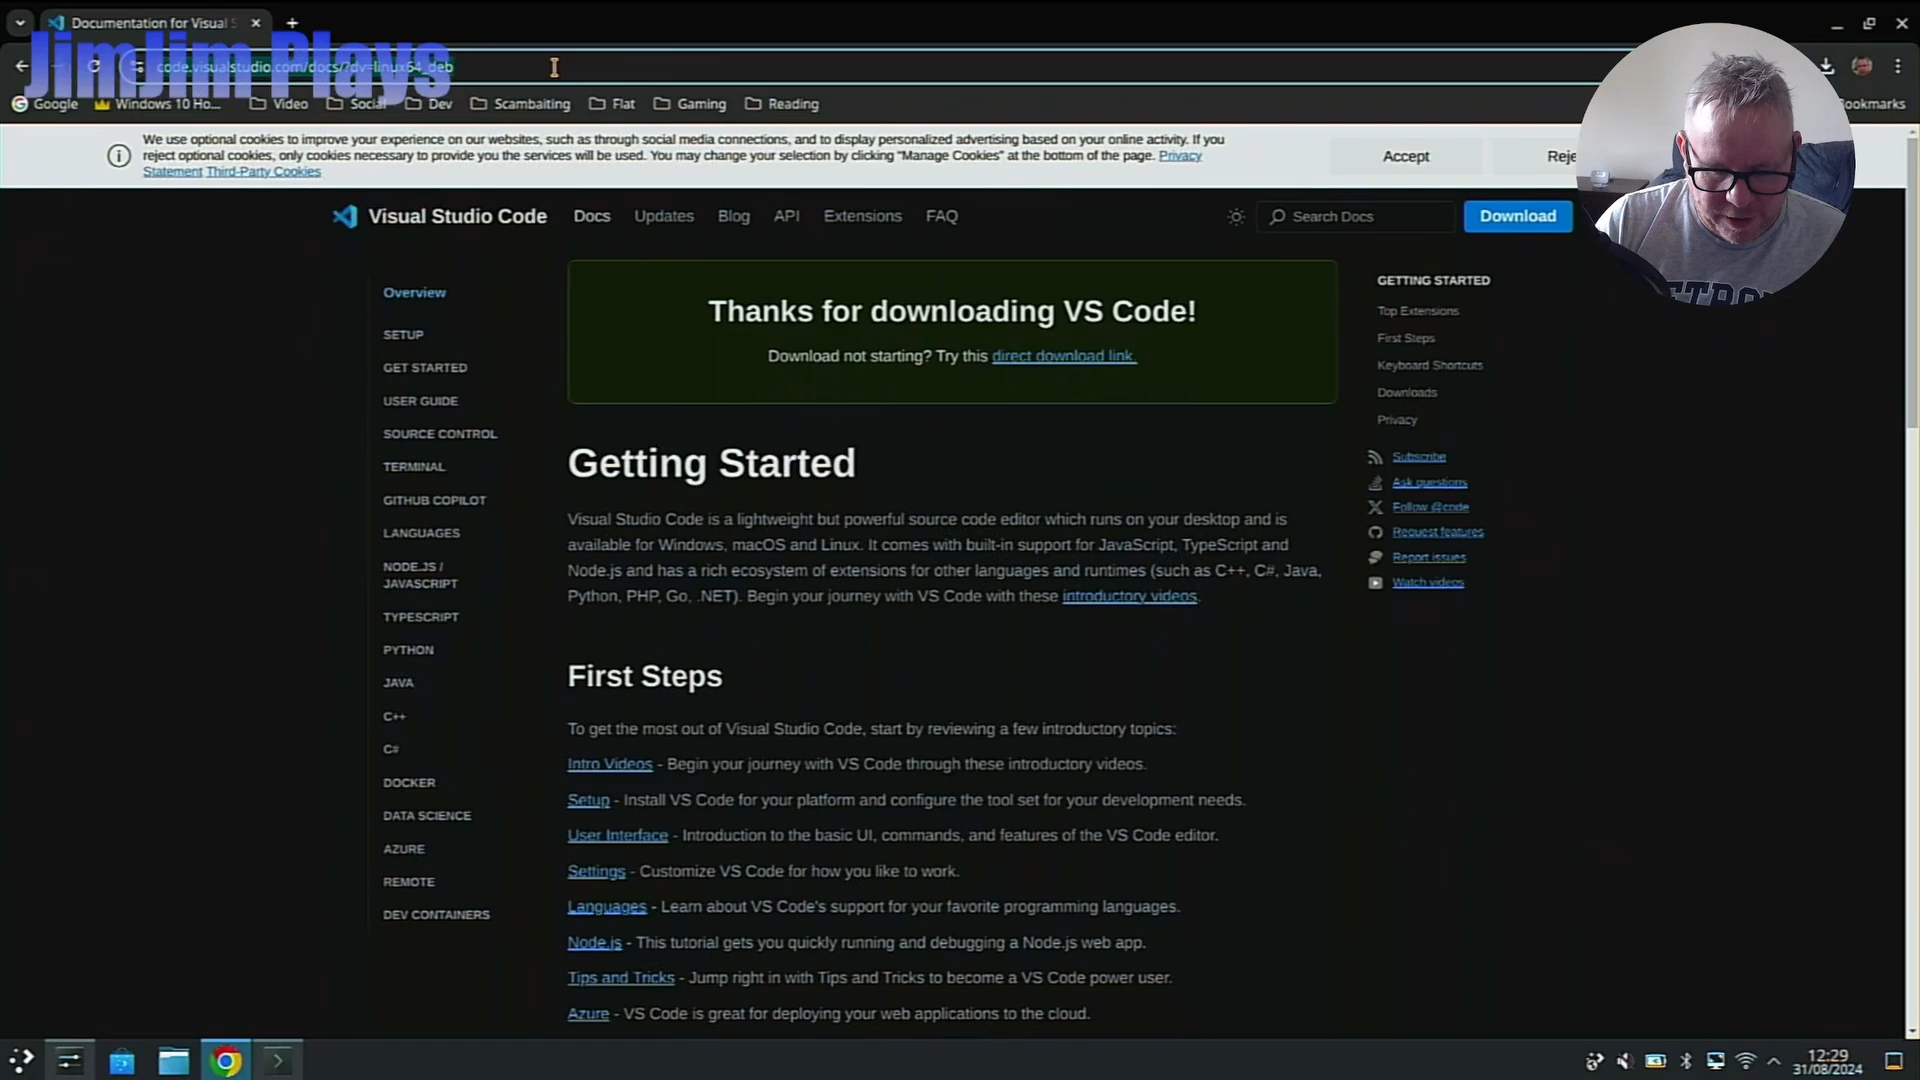 Documentation for Visual S
JimJim Plays
code.visualstudio.com/docs/?dv=linux64_deb
Google
Windows 10 Ho...
Video
Social
Dev
Scambaiting
Flat
Gaming
Reading
Bookmarks
We use optional cookies to improve your experience on our websites, such as through social media connections, and to display personalized advertising based on your online activity. If you
reject optional cookies, only cookies necessary to provide you the services will be used. You may change your selection by clicking "Manage Cookies" at the bottom of the page. Privacy
Statement Third-Party Cookies
Accept
Reje
Visual Studio Code
Docs
Updates
Blog
API
Extensions
FAQ
Search Docs
Download
Overview
SETUP
GET STARTED
USER GUIDE
SOURCE CONTROL
TERMINAL
GITHUB COPILOT
LANGUAGES
NODE.JS /
JAVASCRIPT
TYPESCRIPT
PYTHON
JAVA
C++
C#
DOCKER
DATA SCIENCE
AZURE
REMOTE
DEV CONTAINERS
Thanks for downloading VS Code!
Download not starting? Try this direct download link.
Getting Started
Visual Studio Code is a lightweight but powerful source code editor which runs on your desktop and is
available for Windows, macOS and Linux. It comes with built-in support for JavaScript, TypeScript and
Node.js and has a rich ecosystem of extensions for other languages and runtimes (such as C++, C#, Java,
Python, PHP, Go, .NET). Begin your journey with VS Code with these introductory videos.
First Steps
To get the most out of Visual Studio Code, start by reviewing a few introductory topics:
Intro Videos - Begin your journey with VS Code through these introductory videos.
Setup - Install VS Code for your platform and configure the tool set for your development needs.
User Interface - Introduction to the basic UI, commands, and features of the VS Code editor.
Settings - Customize VS Code for how you like to work.
Languages - Learn about VS Code's support for your favorite programming languages.
Node.js - This tutorial gets you quickly running and debugging a Node.js web app.
Tips and Tricks - Jump right in with Tips and Tricks to become a VS Code power user.
Azure - VS Code is great for deploying your web applications to the cloud.
GETTING STARTED
Top Extensions
First Steps
Keyboard Shortcuts
Downloads
Privacy
Subscribe
Ask questions
Follow @code
Request features
Report issues
Watch videos
12:29
31/08/2024